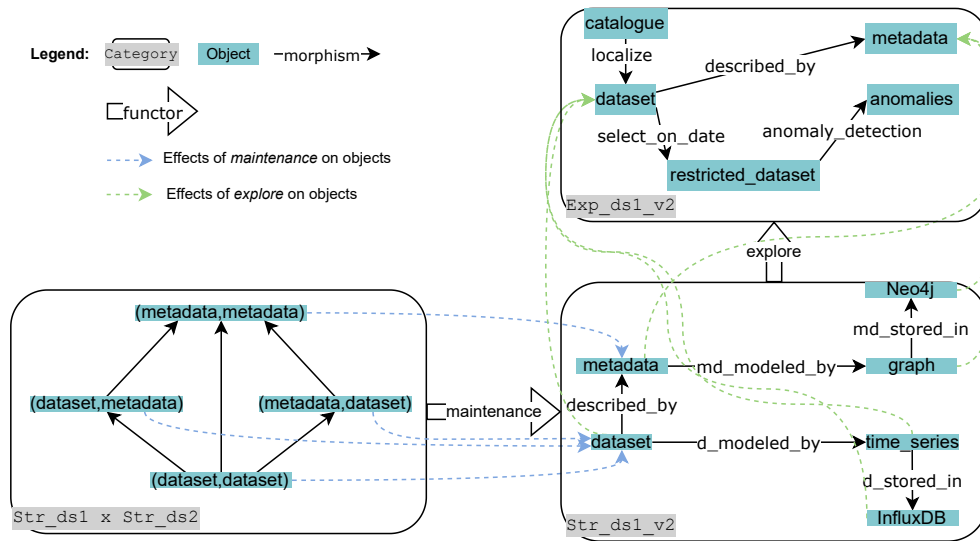 Legend:
Category
Object
morphism
functor
Effects of maintenance on objects
Effects of explore on objects
catalogue
localize
metadata
described_by
dataset
anomalies
select_on_date
anomaly_detection
restricted_dataset
Exp_ds1_v2
explore
(metadata,metadata)
(dataset,metadata)
(metadata,dataset)
(dataset,dataset)
Str_ds1 x Str_ds2
maintenance
Neo4j
md_stored_in
metadata
md_modeled_by
graph
described_by
dataset
d_modeled_by
time_series
d_stored_in
InfluxDB
Str_ds1_v2